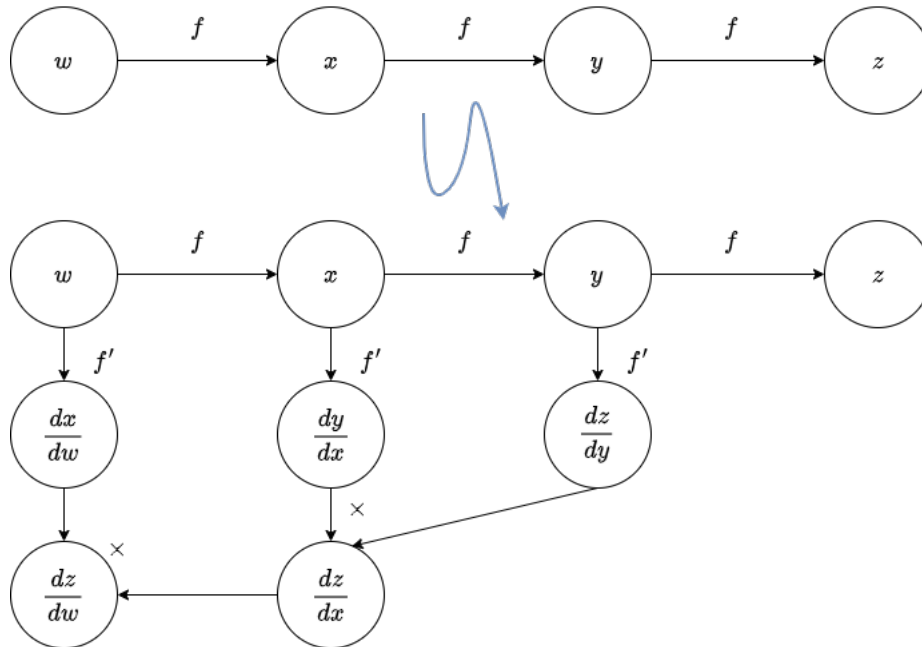 f f f
w x y z
f f f
w x y z
f′ f′ f′
dx/dw dy/dx dz/dy
×
×
dz/dw dz/dx